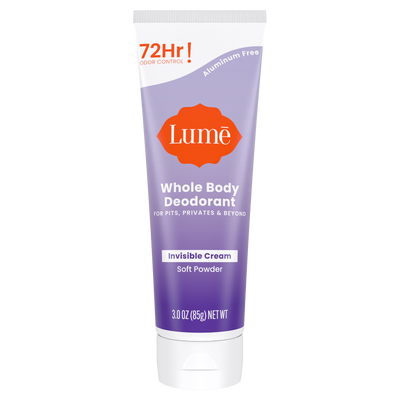 72Hr!
ODOR CONTROL
Aluminum Free
Lumē
Whole Body
Deodorant
FOR PITS, PRIVATES & BEYOND
Invisible Cream
Soft Powder
3.0 OZ (85g) NET WT